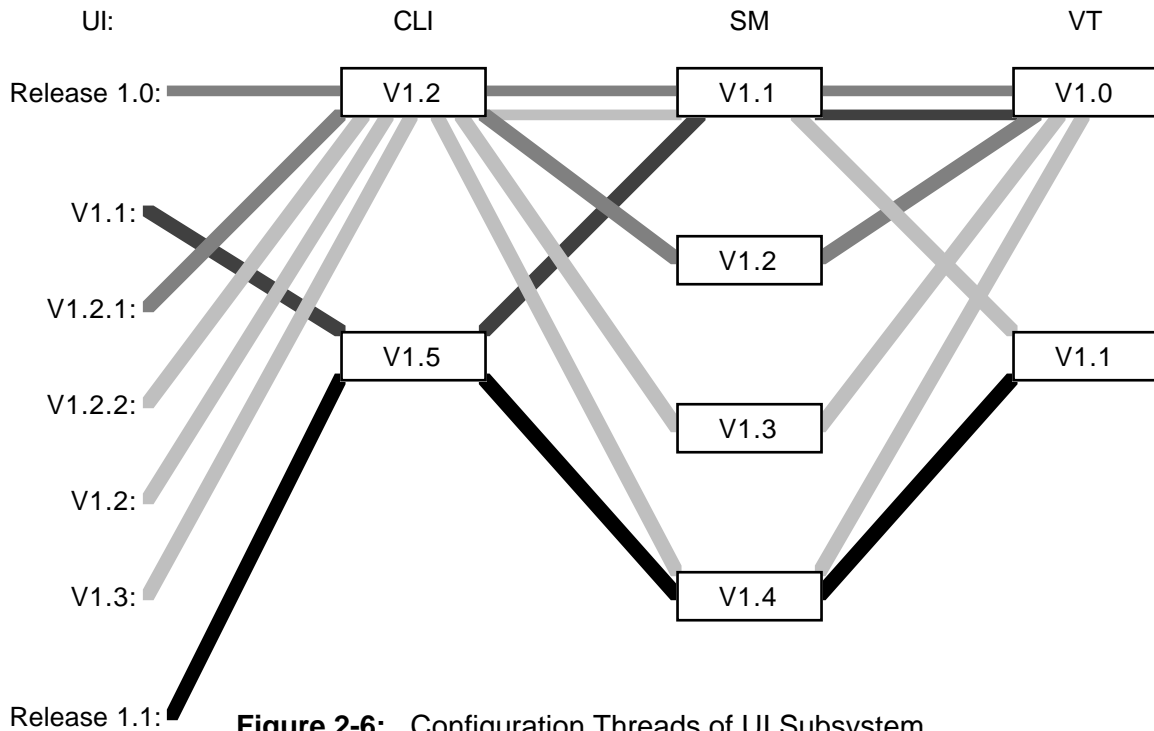 UI: CLI SM VT
Release 1.0: V1.2 V1.1 V1.0
V1.1:
V1.2
V1.2.1:
V1.5 V1.1
V1.2.2:
V1.3
V1.2:
V1.3: V1.4
Release 1.1:
Figure 2-6: Configuration Threads of UI Subsystem